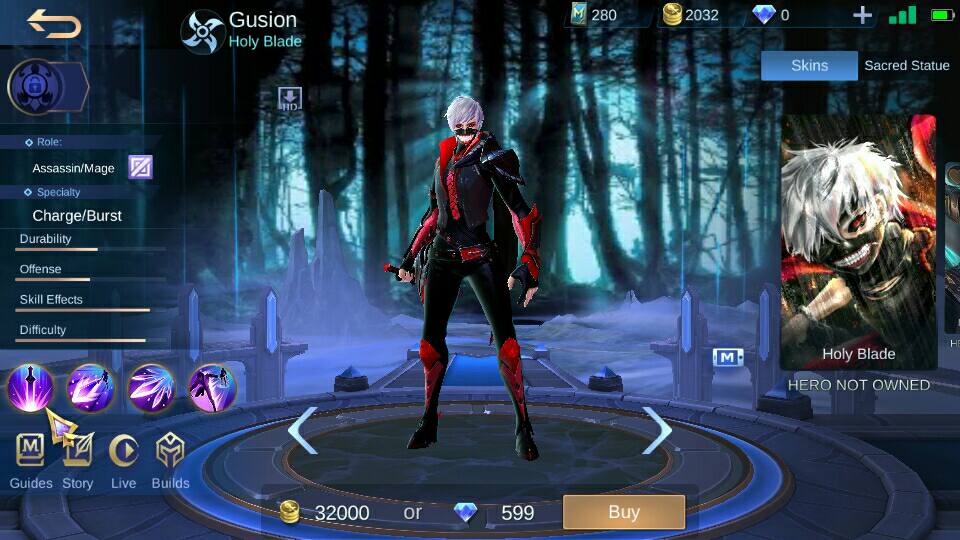 Gusion
Holy Blade
280
2032
0
Skins
Sacred Statue
HD
Role:
Assassin/Mage
Specialty
Charge/Burst
Durability
Offense
Skill Effects
Difficulty
M
Holy Blade
HERO NOT OWNED
Guides
Story
Live
Builds
32000
or
599
Buy